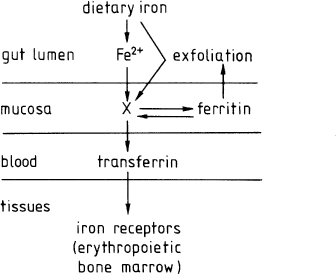 dietary iron
gut lumen Fe2+ exfoliation
mucosa X ferritin
blood transferrin
tissues
iron receptors
(erythropoietic
bone marrow)